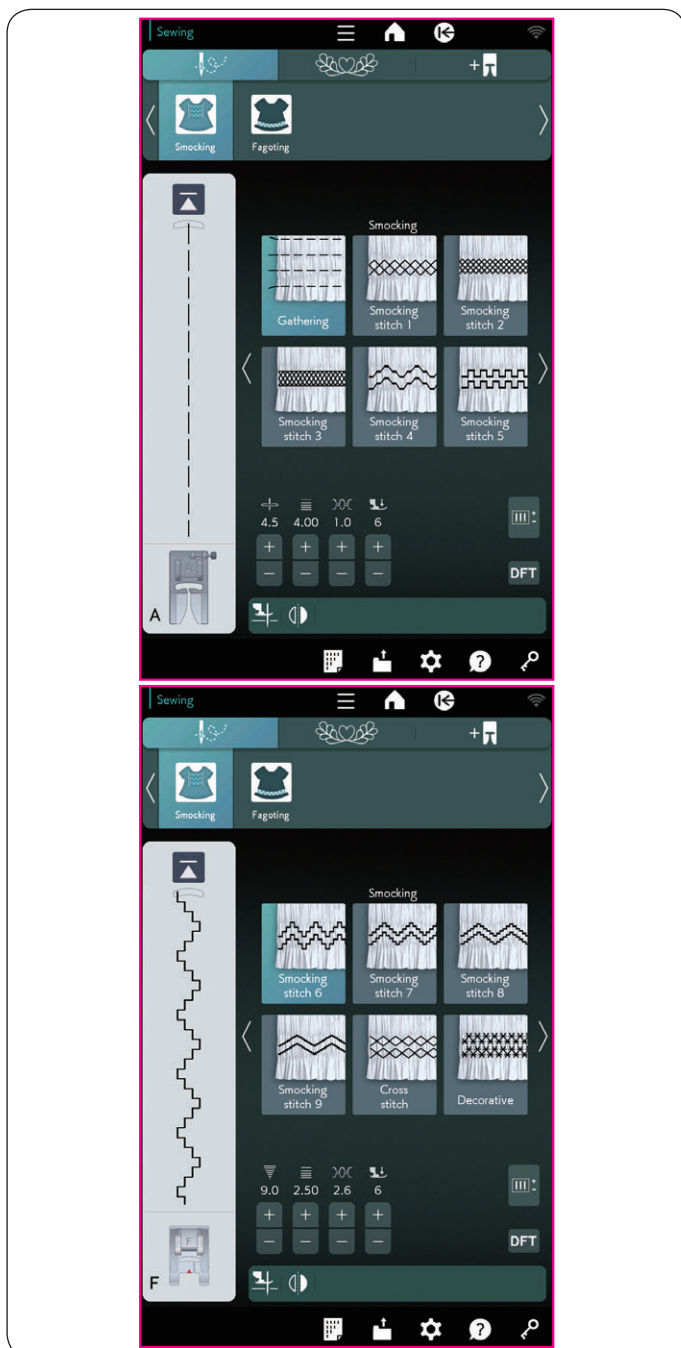 Sewing
Smocking
Fagoting
Smocking
Gathering
Smocking
stitch 1
Smocking
stitch 2
Smocking
stitch 3
Smocking
stitch 4
Smocking
stitch 5
4.5 4.00 1.0 6
+ + + +
− − − −
DFT
A
A
?
Sewing
Smocking
Fagoting
Smocking
Smocking
stitch 6
Smocking
stitch 7
Smocking
stitch 8
Smocking
stitch 9
Cross
stitch
Decorative
9.0 2.50 2.6 6
+ + + +
− − − −
DFT
F
F
?